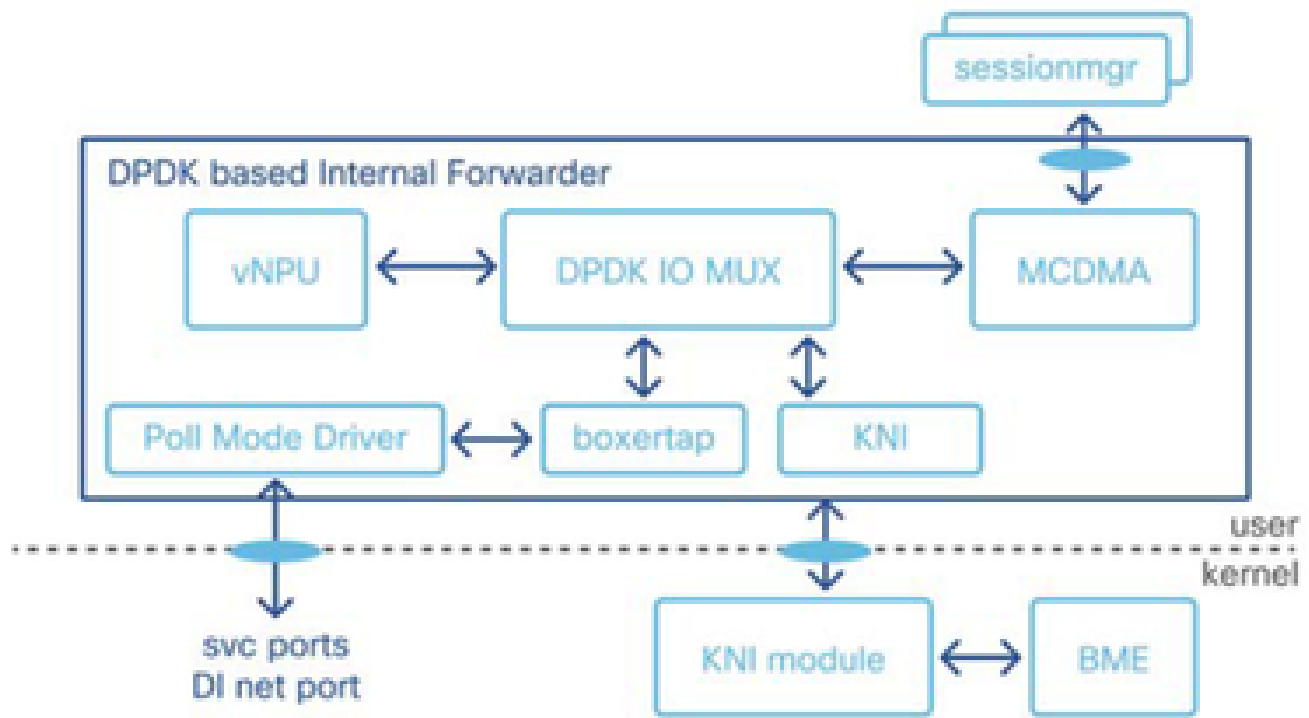 sessionmgr
DPDK based Internal Forwarder
vNPU
DPDK IO MUX
MCDMA
Poll Mode Driver
boxertap
KNI
user
kernel
svc ports
DI net port
KNI module
BME